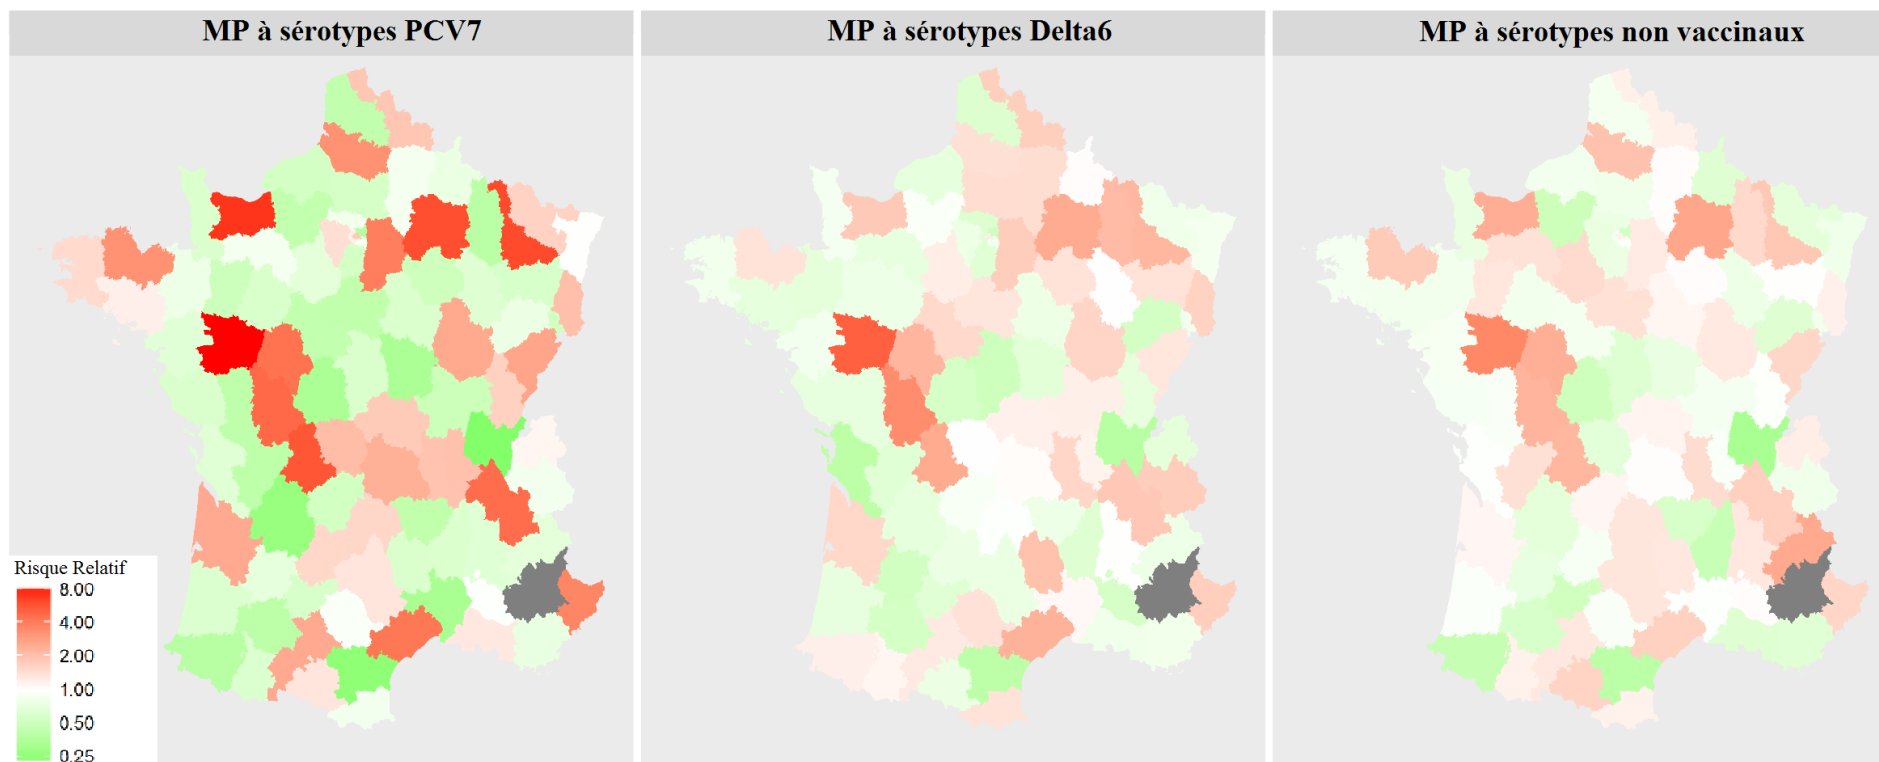 MP à sérotypes PCV7
MP à sérotypes Delta6
MP à sérotypes non vaccinaux
Risque Relatif
8.00
4.00
2.00
1.00
0.50
0.25